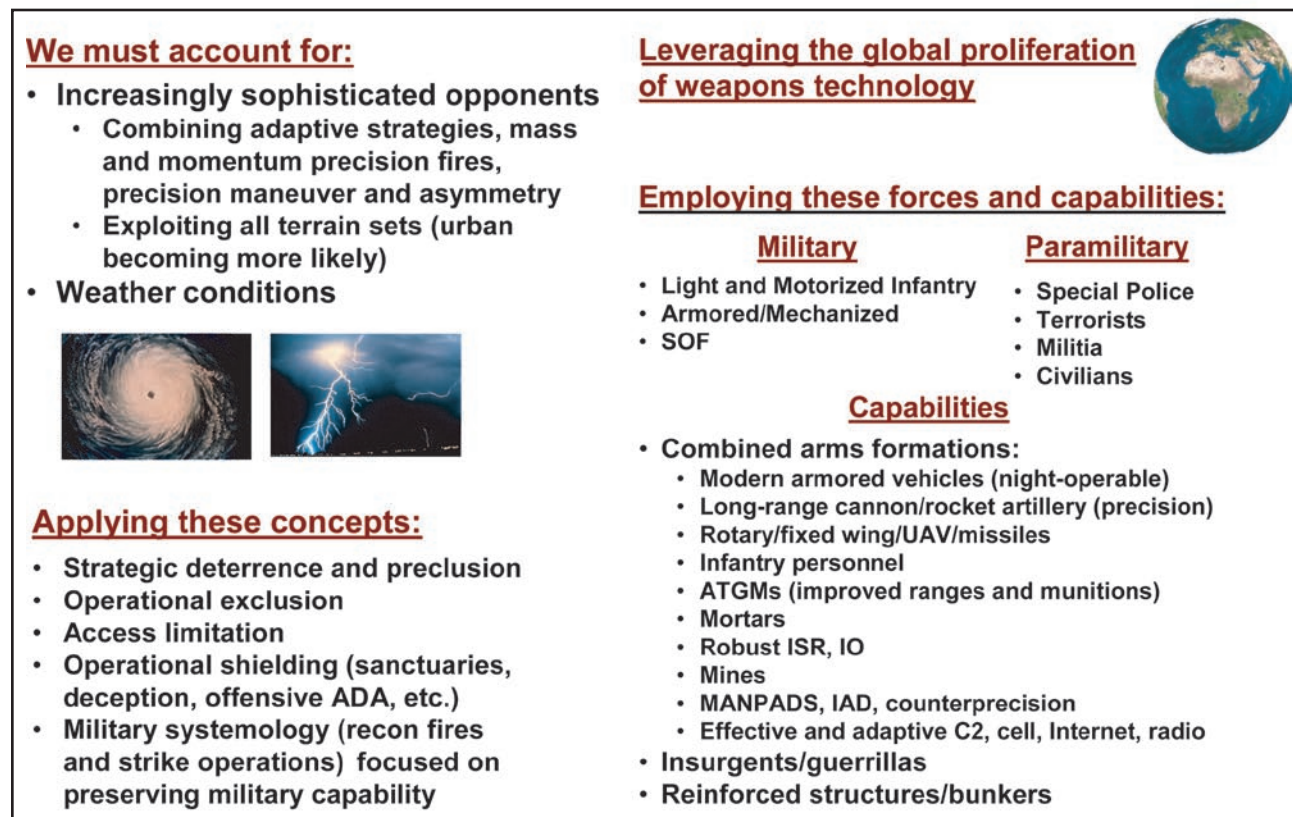 We must account for:
• Increasingly sophisticated opponents
• Combining adaptive strategies, mass
and momentum precision fires,
precision maneuver and asymmetry
• Exploiting all terrain sets (urban
becoming more likely)
• Weather conditions
Applying these concepts:
• Strategic deterrence and preclusion
• Operational exclusion
• Access limitation
• Operational shielding (sanctuaries,
deception, offensive ADA, etc.)
• Military systemology (recon fires
and strike operations) focused on
preserving military capability
Leveraging the global proliferation
of weapons technology
Employing these forces and capabilities:
Military
• Light and Motorized Infantry
• Armored/Mechanized
• SOF
Paramilitary
• Special Police
• Terrorists
• Militia
• Civilians
Capabilities
• Combined arms formations:
• Modern armored vehicles (night-operable)
• Long-range cannon/rocket artillery (precision)
• Rotary/fixed wing/UAV/missiles
• Infantry personnel
• ATGMs (improved ranges and munitions)
• Mortars
• Robust ISR, IO
• Mines
• MANPADS, IAD, counterprecision
• Effective and adaptive C2, cell, Internet, radio
• Insurgents/guerrillas
• Reinforced structures/bunkers